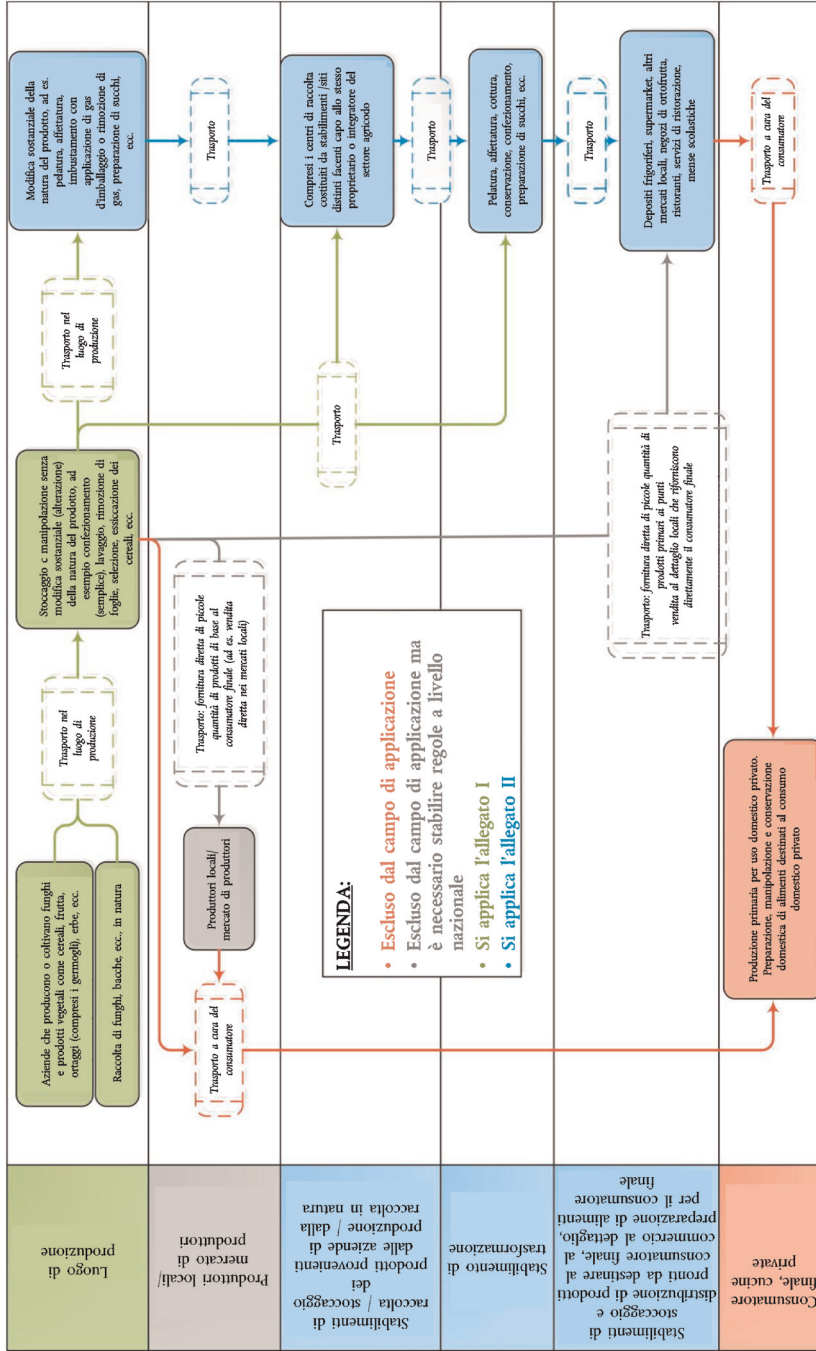 Luogo di
produzione
Aziende che producono o coltivano funghi
e prodotti vegetali come cereali, frutta,
ortaggi (compresi i germogli), erbe, ecc.
Raccolta di funghi, bacche, ecc., in natura
Trasporto nel
luogo di
produzione
Stoccaggio c manipolazione senza
modifica sostanziale (alterazione)
della natura del prodotto, ad
esempio confezionamento
(semplice), lavaggio, rimozione di
foglie, selezione, essiccazione dei
cereali, ecc.
Trasporto nel
luogo di
produzione
Modifica sostanziale della
natura del prodotto, ad es.
pelatura, affettatura,
imbustamento con
applicazione di gas
d'imballaggio o rimozione di
gas, preparazione di succhi,
ecc.
Produttori locali/
mercato di
produttori
Trasporto a cura del
consumatore
Produttori locali/
mercato di produttori
Trasporto: fornitura diretta di piccole
quantità di prodotti di base al
consumatore finale (ad es. vendita
diretta nei mercati locali)
Trasporto
Stabilimenti di
raccolta / stoccaggio
dei
prodotti provenienti
dalle aziende di
produzione / dalla
raccolta in natura
Trasporto
Compresi i centri di raccolta
costituiti da stabilimenti /siti
distinti facenti capo allo stesso
proprietario o integratore del
settore agricodo
Trasporto
LEGENDA:
• Escluso dal campo di applicazione
• Escluso dal campo di applicazione ma
è necessario stabilire regole a livello
nazionale
• Si applica l'allegato I
• Si applica l'allegato II
Stabilimento di
trasformazione
Pelatura, affettatura, cottura,
conservazione, confezionamento,
preparazione di succhi, ecc.
Stabilimenti di
stoccaggio e
distribuzione di prodotti
pronti da destinare al
consumatore finale, al
commercio al dettaglio,
preparazione di alimenti
per il consumatore
finale
Trasporto: fornitura diretta di piccole quantità di
prodotti primari ai punti
vendita al dettaglio locali che riforniscono
direttamente il consumatore finale
Trasporto
Depositi frigoriferi, supermarket, altri
mercati locali, negozi di ortofrutta,
ristoranti, servizi di ristorazione,
mense scolastiche
Consumatore
finale, cucine
private
Produzione primaria per uso domestico privato.
Preparazione, manipolazione e conservazione
domestica di alimenti destinati al consumo
domestico privato
Trasporto a cura del
consumatore